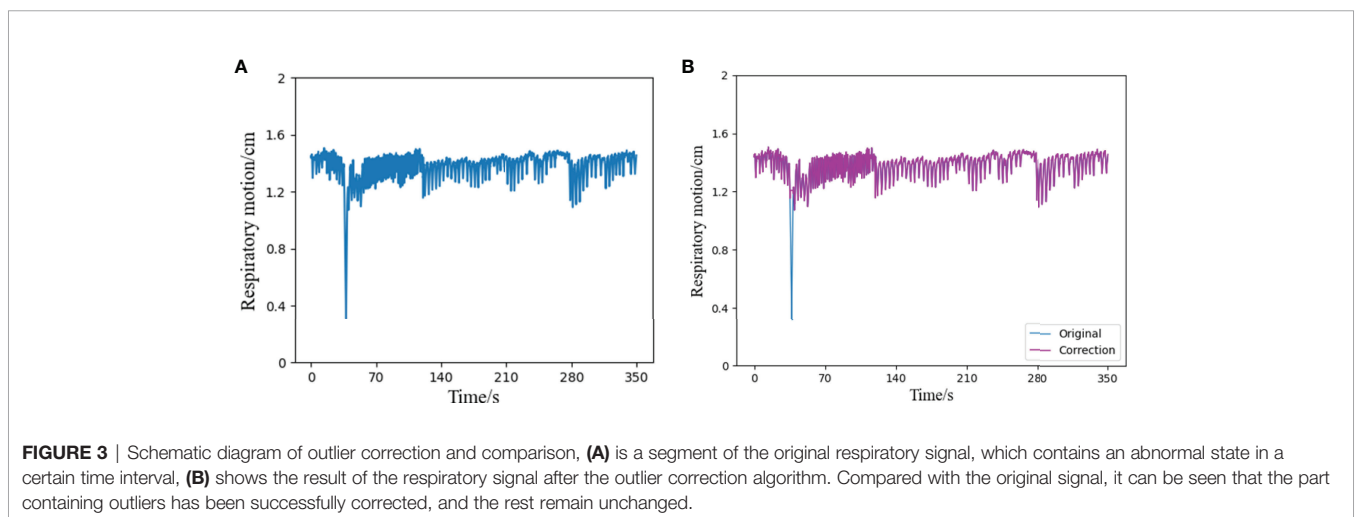 A
2
1.6
1.2
0.8
0.4
0
Respiratory motion/cm
0 70 140 210 280 350
Time/s
B
2
1.6
1.2
0.8
0.4
0
Respiratory motion/cm
Original
Correction
0 70 140 210 280 350
Time/s
FIGURE 3 | Schematic diagram of outlier correction and comparison, (A) is a segment of the original respiratory signal, which contains an abnormal state in a
certain time interval, (B) shows the result of the respiratory signal after the outlier correction algorithm. Compared with the original signal, it can be seen that the part
containing outliers has been successfully corrected, and the rest remain unchanged.